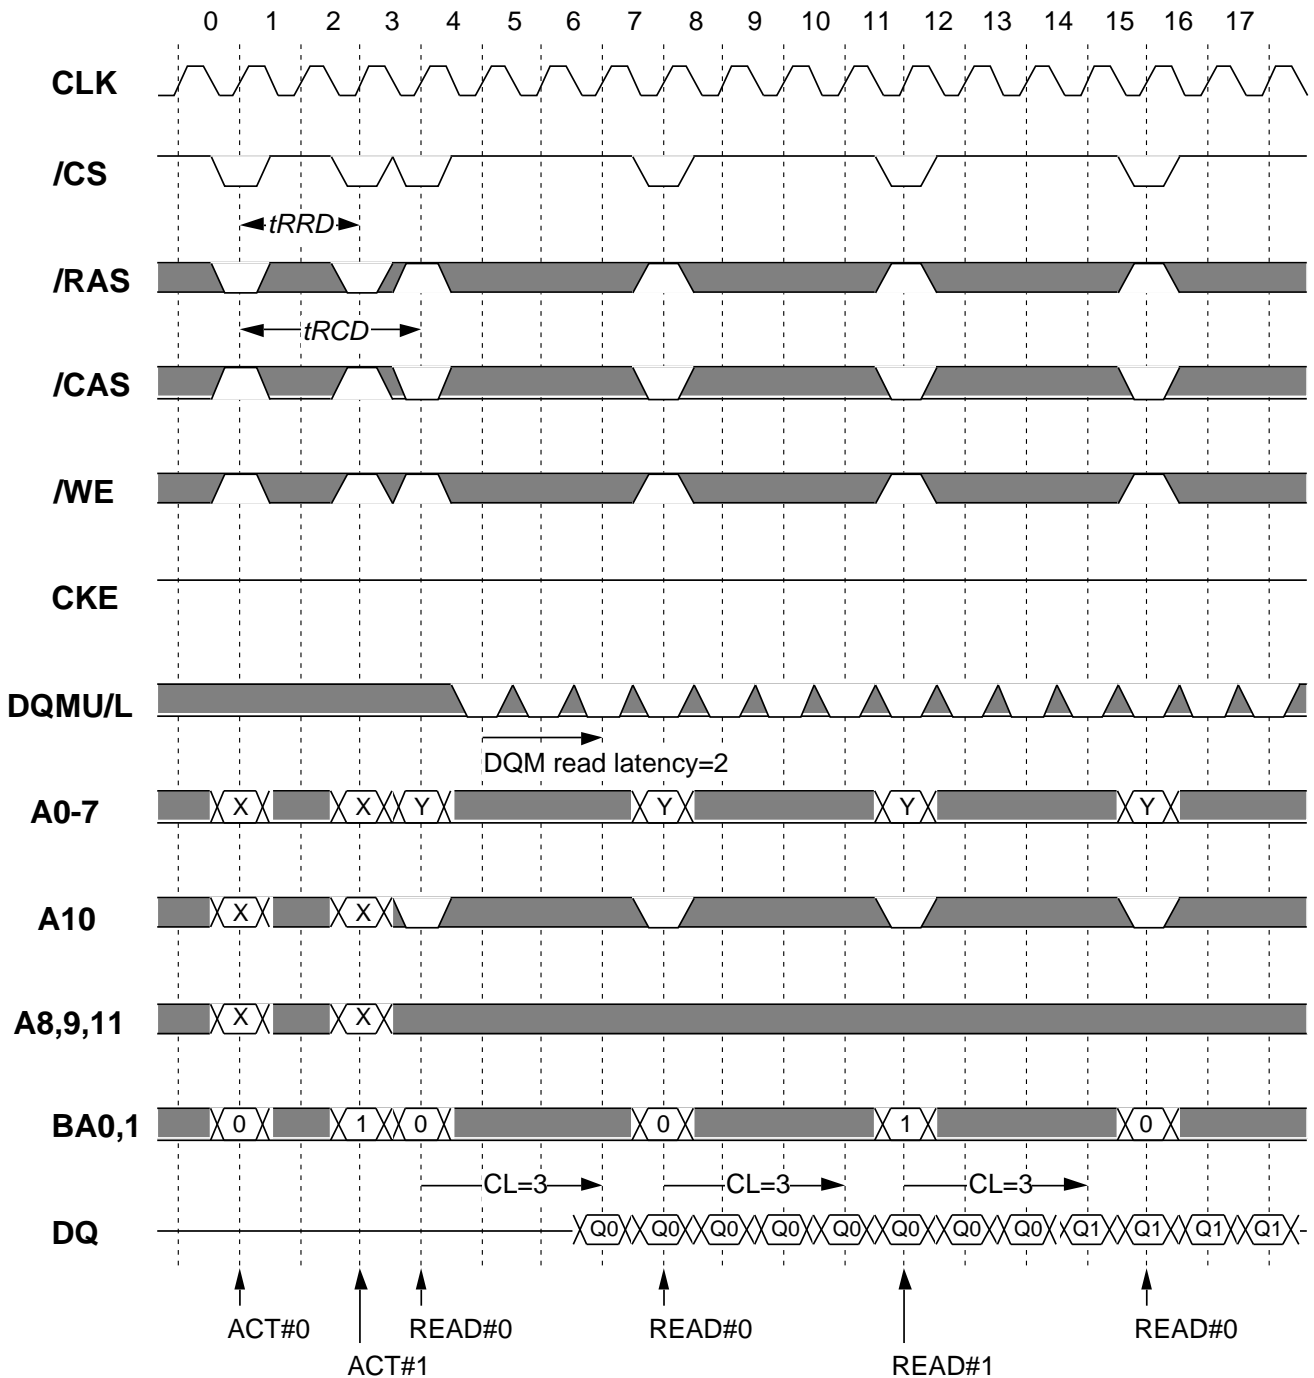 0 1 2 3 4 5 6 7 8 9 10 11 12 13 14 15 16 17
CLK
/CS
tRRD
/RAS
tRCD
/CAS
/WE
CKE
DQMU/L
DQM read latency=2
A0-7 X X Y Y Y Y
A10 X X
A8,9,11 X X
BA0,1 0 1 0 0 1 0
CL=3 CL=3 CL=3
DQ Q0 Q0 Q0 Q0 Q0 Q0 Q0 Q0 Q1 Q1 Q1 Q1
ACT#0 READ#0 READ#0 READ#0
ACT#1 READ#1